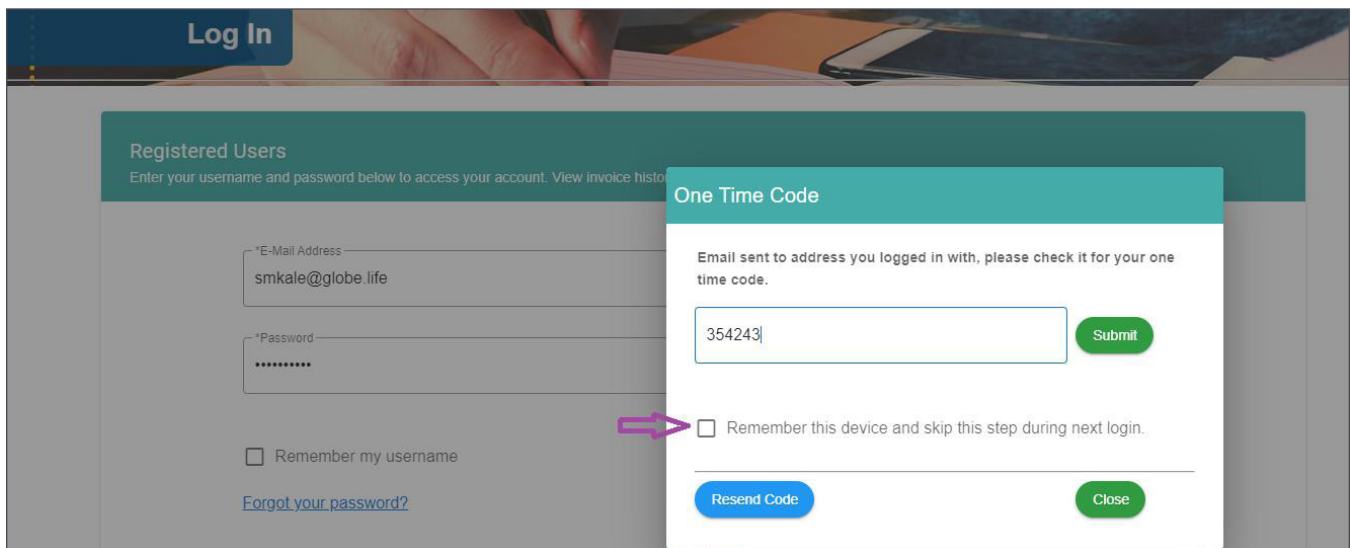 Log In
Registered Users
Enter your username and password below to access your account. View invoice histo
*E-Mail Address
smkale@globe.life
*Password
Remember my username
Forgot your password?
One Time Code
Email sent to address you logged in with, please check it for your one
time code.
354243
Submit
Remember this device and skip this step during next login.
Resend Code
Close